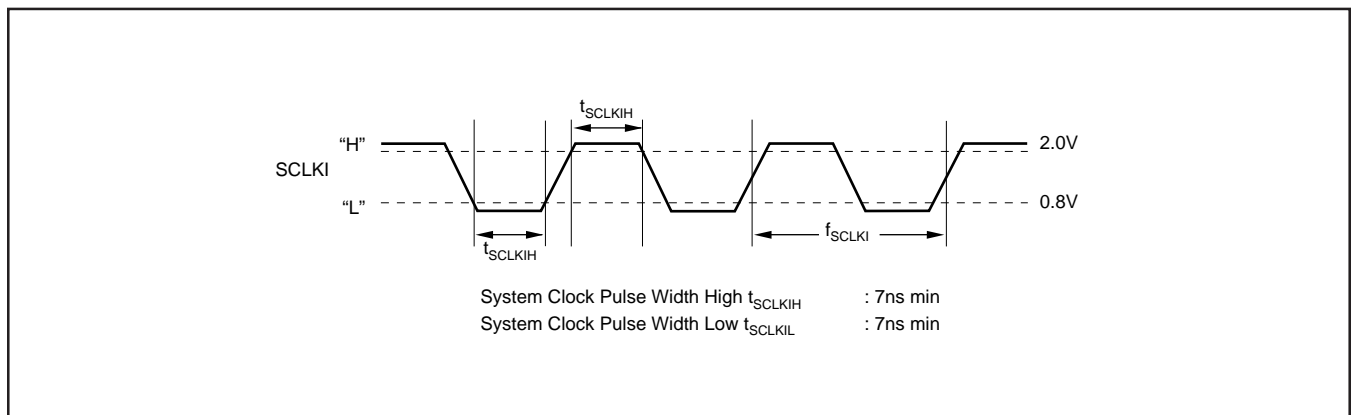 tSCLKIH
“H”
2.0V
SCLKI
“L”
0.8V
fSCLKI
tSCLKIH
System Clock Pulse Width High tSCLKIH : 7ns min
System Clock Pulse Width Low tSCLKIL : 7ns min